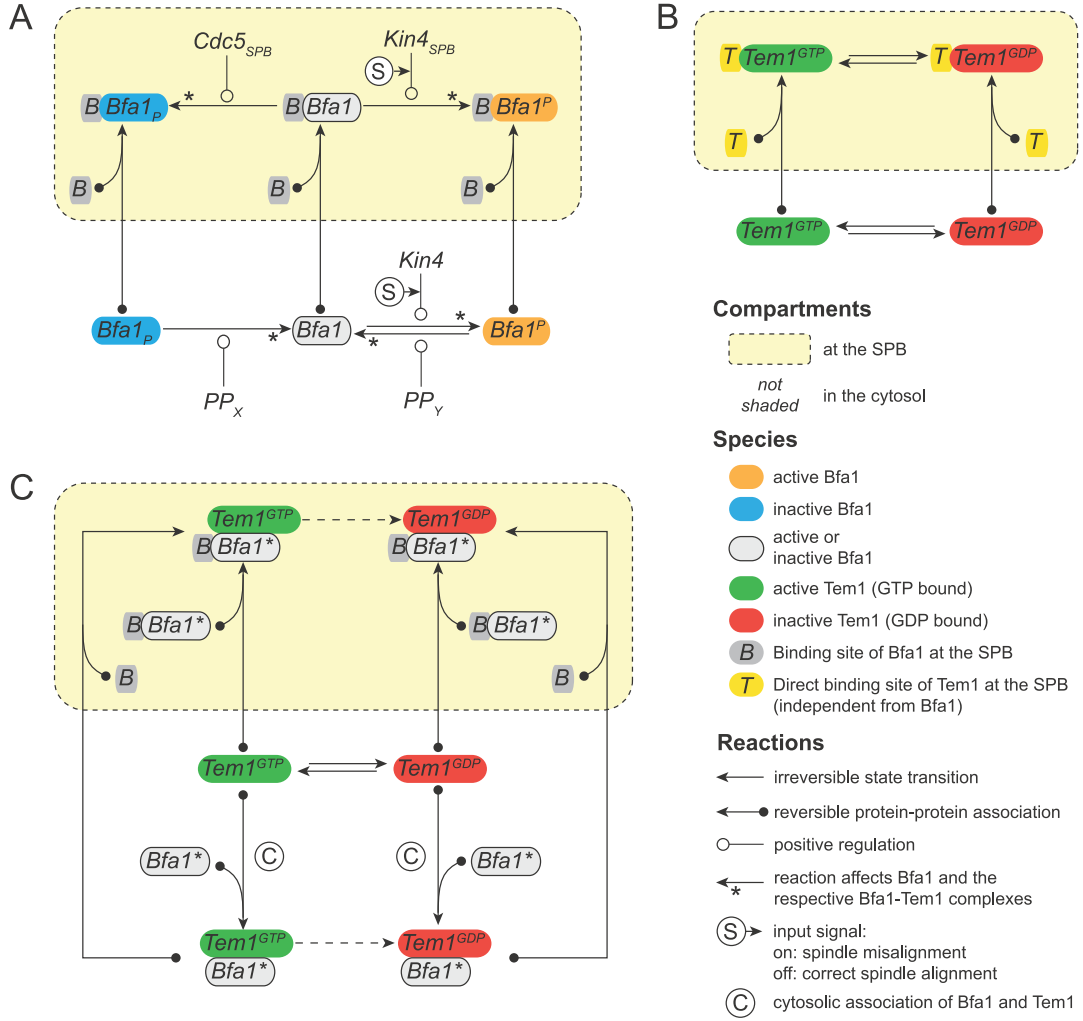 A
Cdc5SPB
Kin4SPB
S
* *
B Bfa1P
B Bfa1
B Bfa1P
B
B
B
Kin4
S
*
Bfa1P
*
Bfa1
*
Bfa1P
PPX
PPY
B
T Tem1GTP
T Tem1GDP
T
T
Tem1GTP
Tem1GDP
Compartments
at the SPB
not
shaded
in the cytosol
Species
active Bfa1
inactive Bfa1
active or
inactive Bfa1
active Tem1 (GTP bound)
inactive Tem1 (GDP bound)
B Binding site of Bfa1 at the SPB
T Direct binding site of Tem1 at the SPB
(independent from Bfa1)
Reactions
irreversible state transition
reversible protein-protein association
positive regulation
* reaction affects Bfa1 and the
respective Bfa1-Tem1 complexes
S input signal:
on: spindle misalignment
off: correct spindle alignment
C cytosolic association of Bfa1 and Tem1
C
Tem1GTP
Tem1GDP
B Bfa1*
B Bfa1*
B Bfa1*
B Bfa1*
B
B
Tem1GTP
Tem1GDP
Bfa1*
C
C
Bfa1*
Tem1GTP
Tem1GDP
Bfa1*
Bfa1*